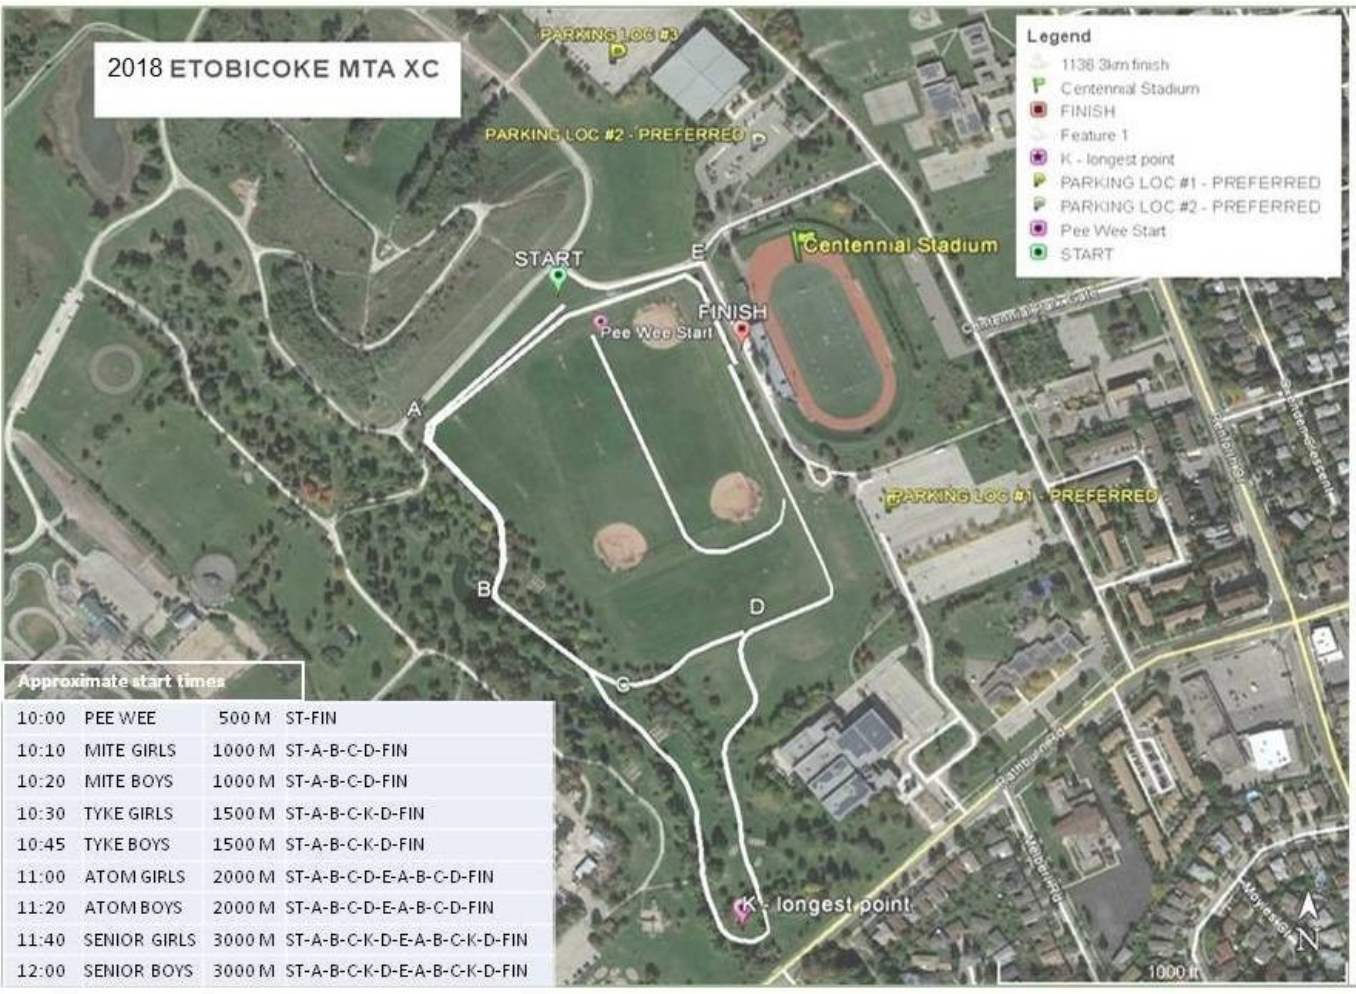 PARKING LOC #3
2018 ETOBICOKE MTA XC
PARKING LOC #2 - PREFERRED
Legend
1136 3km finish
Centennial Stadium
FINISH
Feature 1
K - longest point
PARKING LOC #1 - PREFERRED
PARKING LOC #2 - PREFERRED
Pee Wee Start
START
Centennial Stadium
E
START
FINISH
Pee Wee Start
Centennial Park Gate
A
PARKING LOC #1 - PREFERRED
Renforth Dr
B
D
C
Rathburn Rd
K - longest point
N
1000 ft
Approximate start times
10:00 PEE WEE 500 M ST-FIN
10:10 MITE GIRLS 1000 M ST-A-B-C-D-FIN
10:20 MITE BOYS 1000 M ST-A-B-C-D-FIN
10:30 TYKE GIRLS 1500 M ST-A-B-C-K-D-FIN
10:45 TYKE BOYS 1500 M ST-A-B-C-K-D-FIN
11:00 ATOM GIRLS 2000 M ST-A-B-C-D-E-A-B-C-D-FIN
11:20 ATOM BOYS 2000 M ST-A-B-C-D-E-A-B-C-D-FIN
11:40 SENIOR GIRLS 3000 M ST-A-B-C-K-D-E-A-B-C-K-D-FIN
12:00 SENIOR BOYS 3000 M ST-A-B-C-K-D-E-A-B-C-K-D-FIN